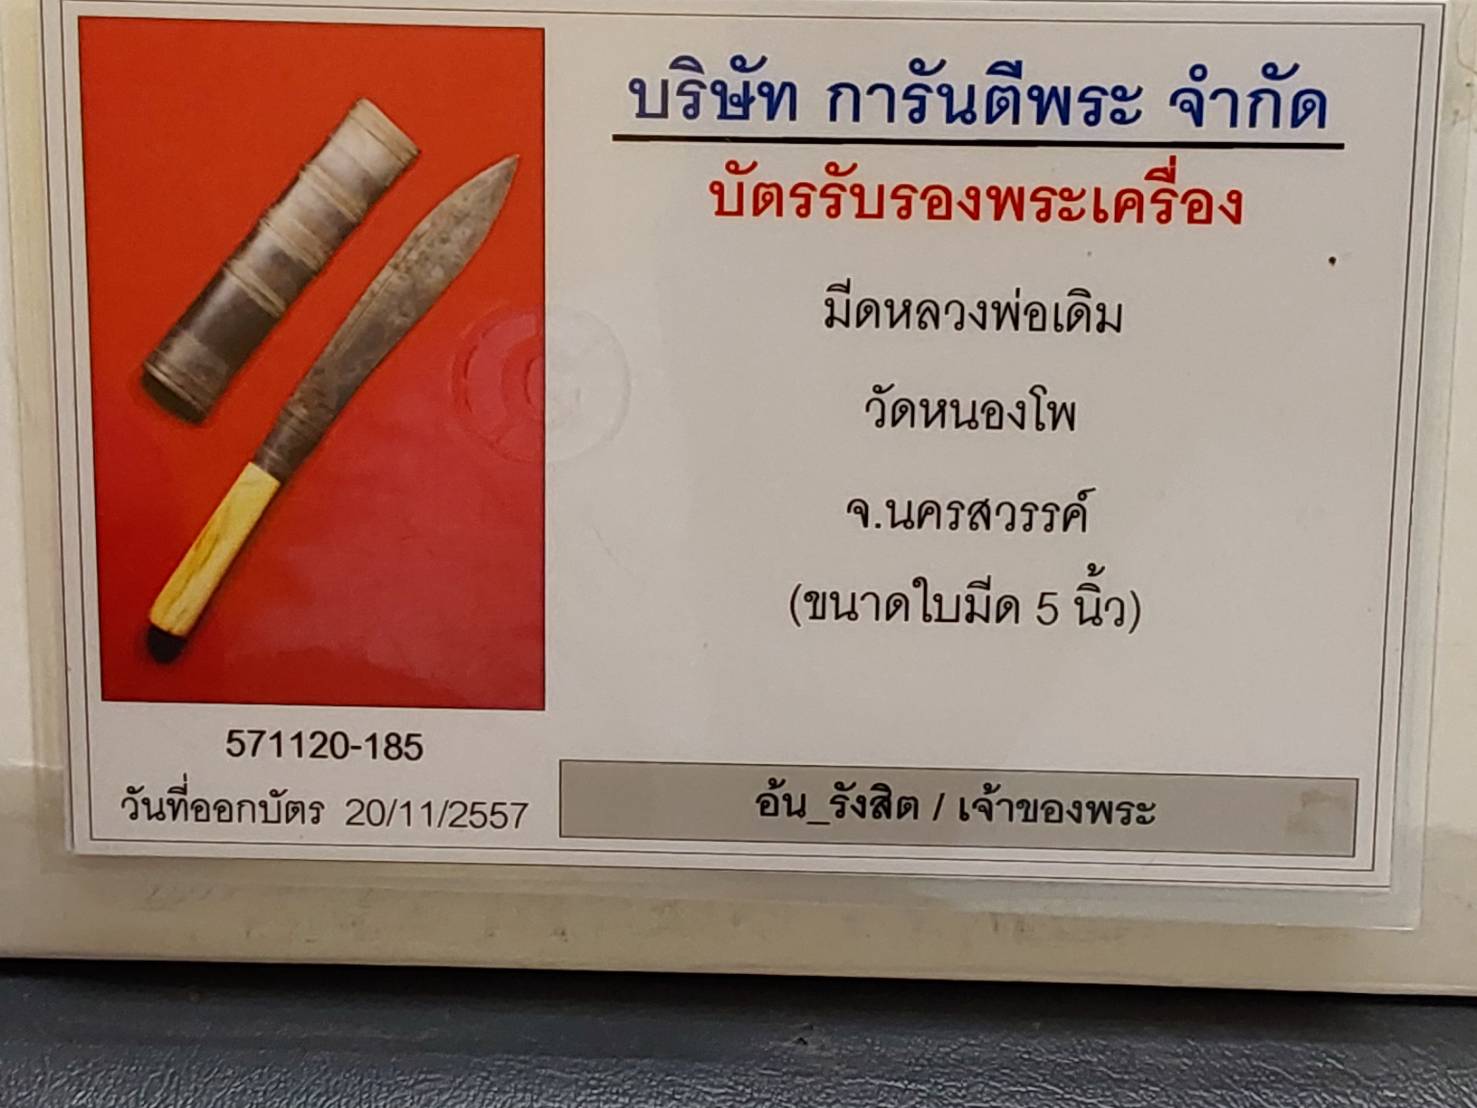 บริษัท การันตีพระ จำกัด
บัตรรับรองพระเครื่อง
มีดหลวงพ่อเดิม
วัดหนองโพ
จ.นครสวรรค์
(ขนาดใบมีด 5 นิ้ว)
571120-185
วันที่ออกบัตร 20/11/2557
อ้น_รังสิต / เจ้าของพระ